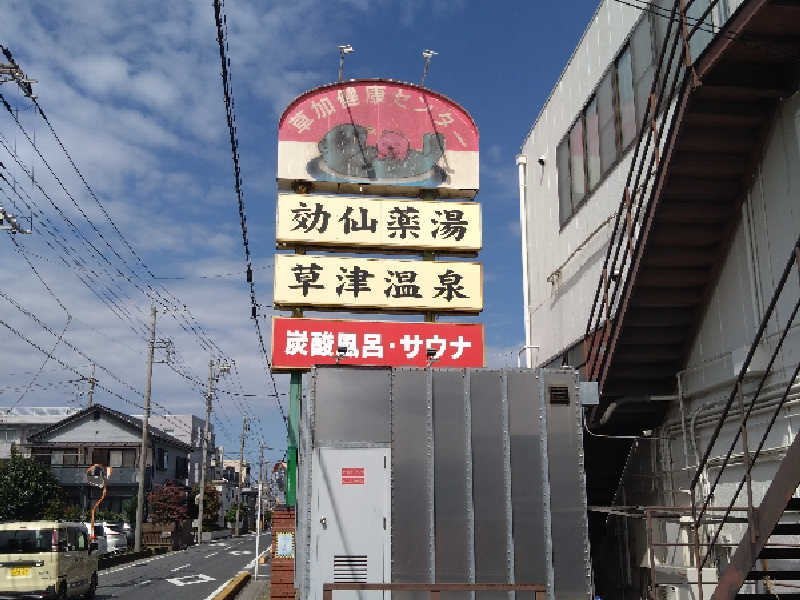 草加健康センター
効仙薬湯
草津温泉
炭酸風呂・サウナ